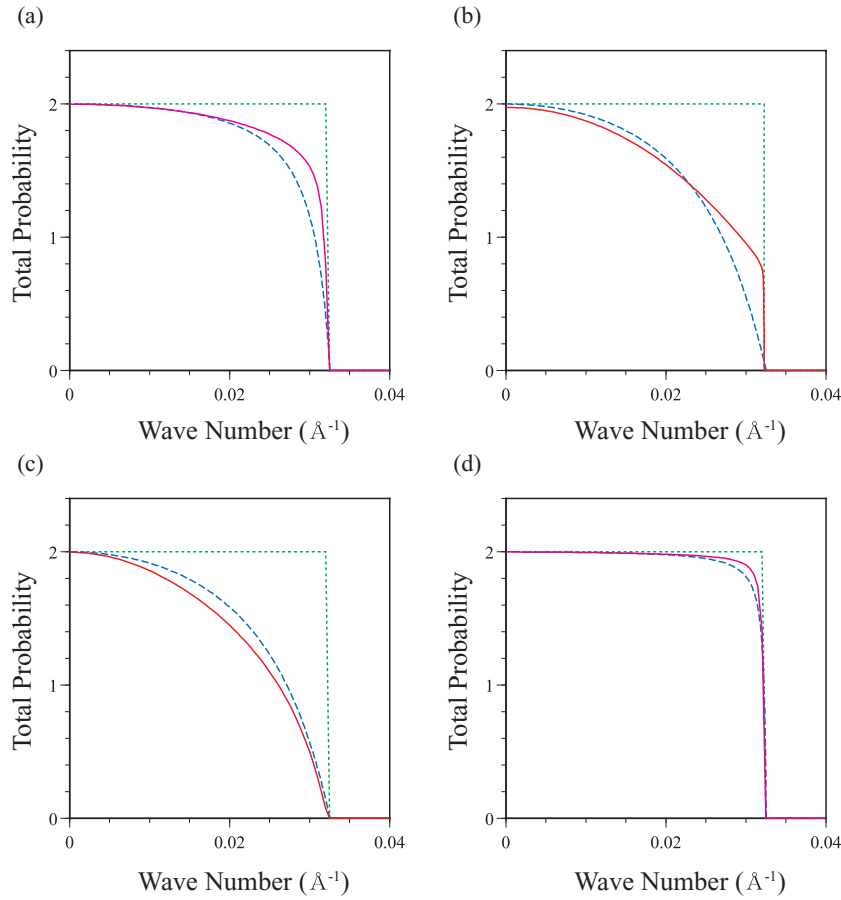 (a)
Total Probability
2
1
0
0
0.02
0.04
Wave Number (Å⁻¹)
(b)
Total Probability
2
1
0
0
0.02
0.04
Wave Number (Å⁻¹)
(c)
Total Probability
2
1
0
0
0.02
0.04
Wave Number (Å⁻¹)
(d)
Total Probability
2
1
0
0
0.02
0.04
Wave Number (Å⁻¹)